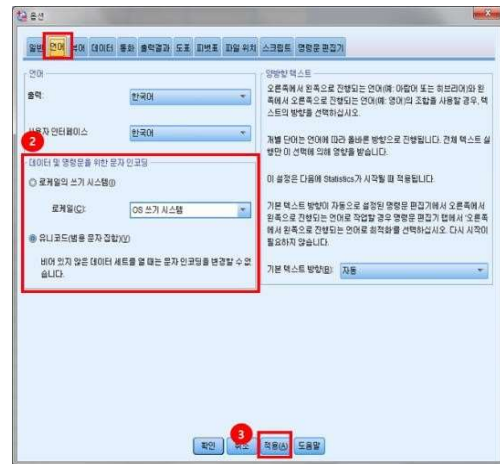 옵션
일반 언어 뷰어 데이터 통화 출력결과 도표 피벗표 파일 위치 스크립트 명령문 편집기
언어
출력:
한국어
사용자 인터페이스
한국어
2
데이터 및 명령문을 위한 문자 인코딩
로케일의 쓰기 시스템(I)
로케일(C):
OS 쓰기 시스템
유니코드(범용 문자 집합)(V)
비어 있지 않은 데이터 세트를 열 때는 문자 인코딩을 변경할 수 없
습니다.
양방향 텍스트
오른쪽에서 왼쪽으로 진행되는 언어(예: 아랍어 또는 히브리어)와 왼
쪽에서 오른쪽으로 진행되는 언어(예: 영어)의 조합을 사용할 경우, 텍
스트의 방향을 선택하십시오.
개별 단어는 언어에 따라 올바른 방향으로 진행됩니다. 전체 텍스트 실
행만 이 선택에 의해 영향을 받습니다.
이 설정은 다음에 Statistics가 시작될 때 적용됩니다.
기본 텍스트 방향이 자동으로 설정된 명령문 편집기에서 오른쪽에서
왼쪽으로 진행되는 언어로 작업할 경우 명령문 편집기 탭에서 '오른쪽
에서 왼쪽으로 진행되는 언어로 최적화'를 선택하십시오. 다시 시작이
필요하지 않습니다.
기본 텍스트 방향(B):
자동
3
확인 취소 적용(A) 도움말